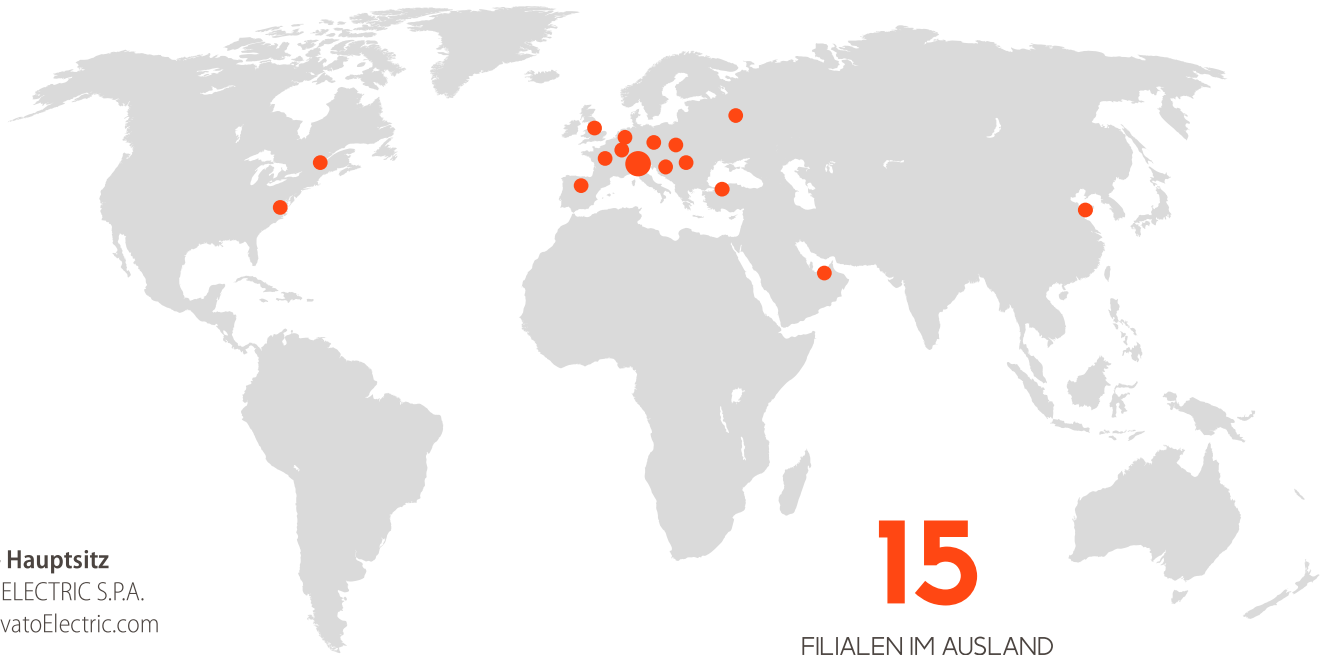 Hauptsitz
ELECTRIC S.P.A.
vatoElectric.com
15
FILIALEN IM AUSLAND